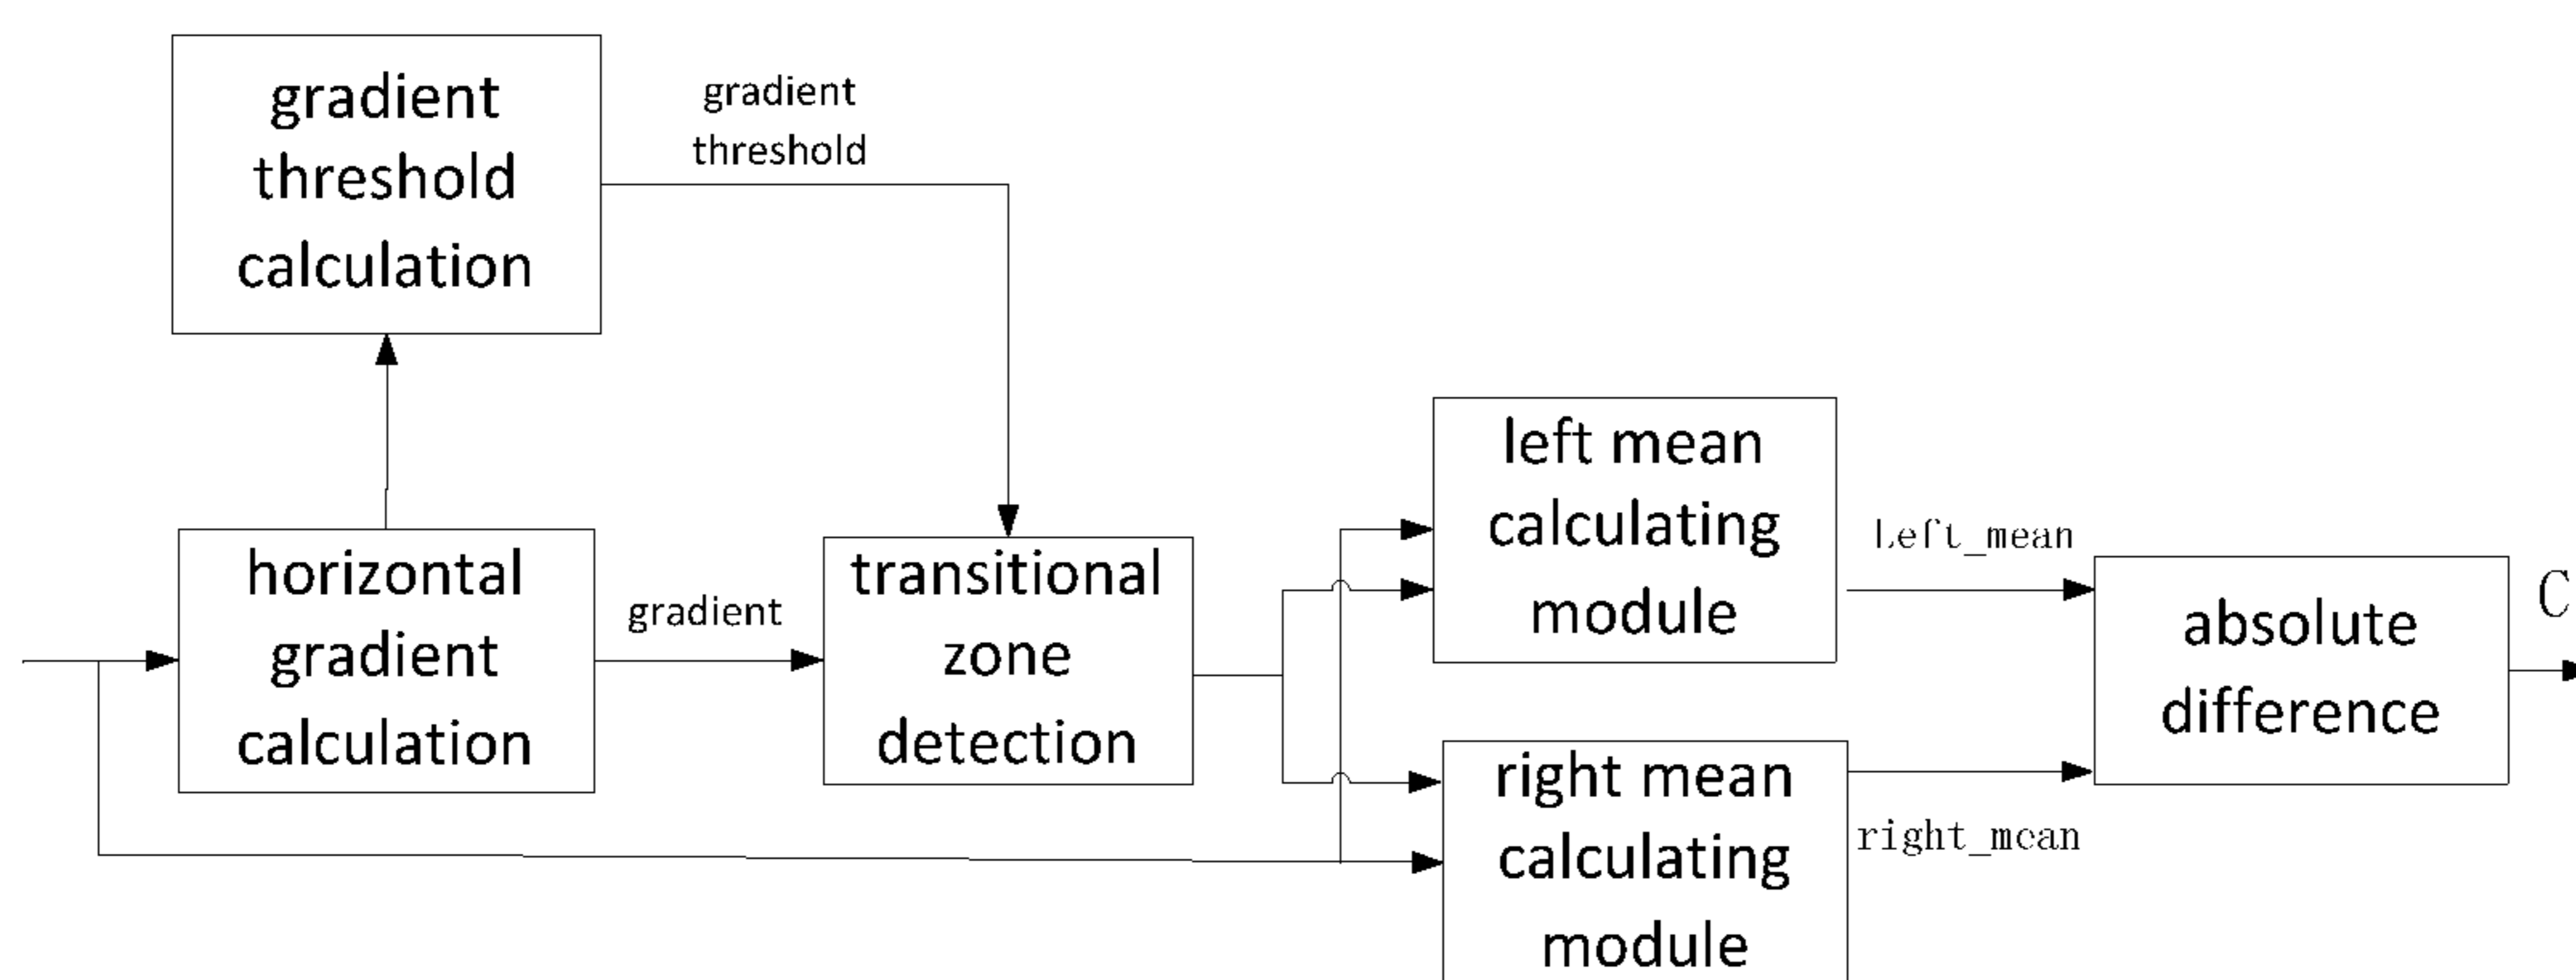 gradient
threshold
calculation
gradient
threshold
horizontal
gradient
calculation
gradient
transitional
zone
detection
left mean
calculating
module
right mean
calculating
module
Left_mean
right_mean
absolute
difference
C